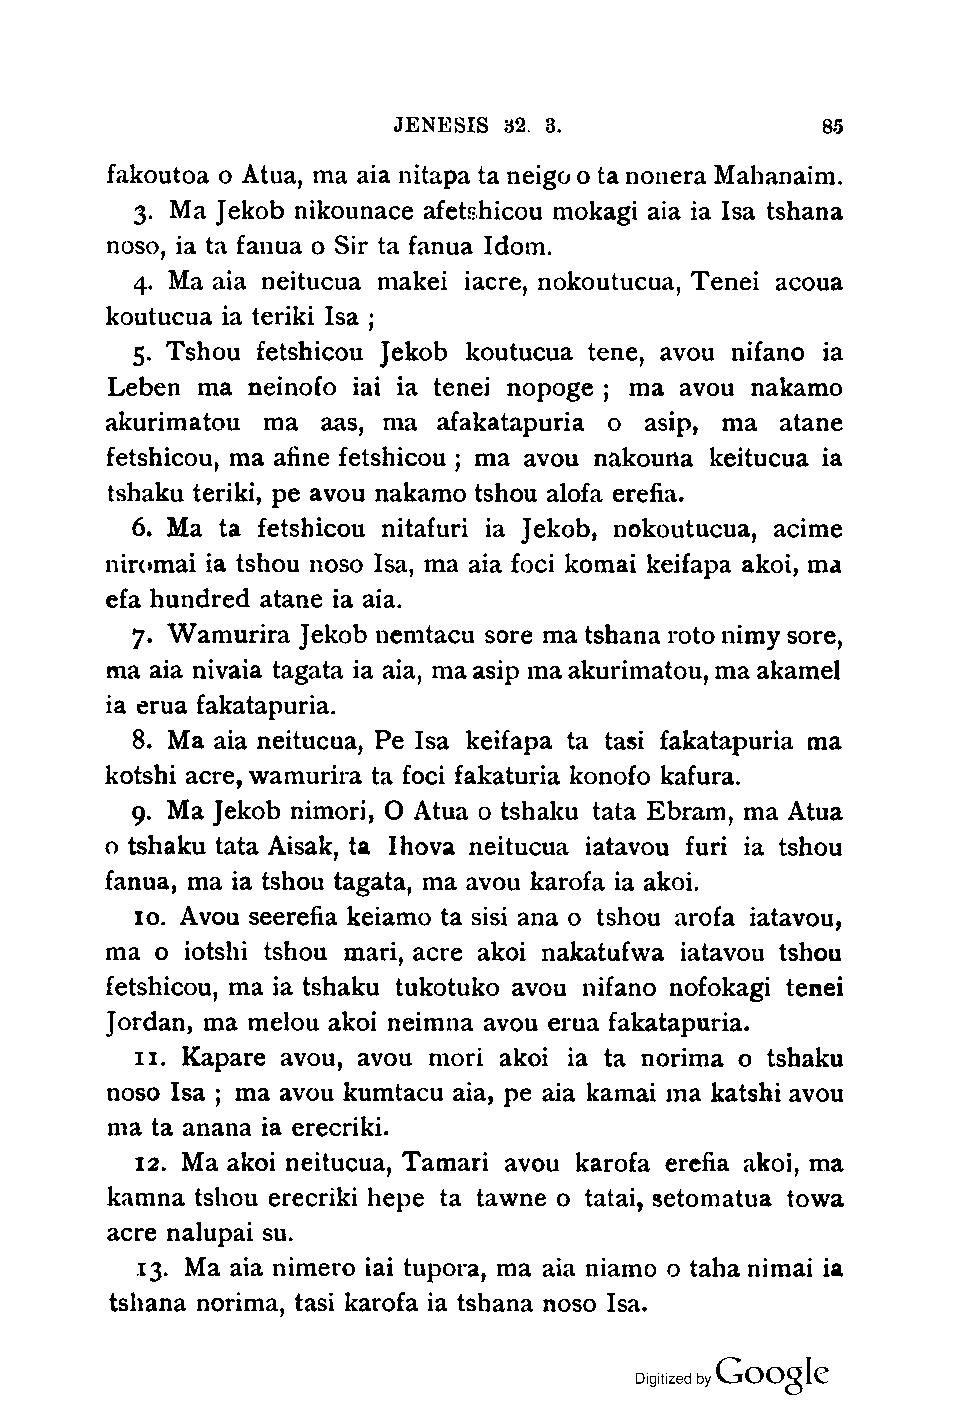 JENESIS 32. 3. 85
fakoutoa o Atua, ma aia nitapa ta neigo o ta nonera Mahanaim.
3. Ma Jekob nikounace afetshicou mokagi aia ia Isa tshana
noso, ia ta fanua o Sir ta fanua Idom.
4. Ma aia neitucua makei iacre, nokoutucua, Tenei acoua
koutucua ia teriki Isa ;
5. Tshou fetshicou Jekob koutucua tene, avou nifano ia
Leben ma neinofo iai ia tenei nopoge ; ma avou nakamo
akurimatou ma aas, ma afakatapuria o asip, ma atane
fetshicou, ma afine fetshicou ; ma avou nakouna keitucua ia
tshaku teriki, pe avou nakamo tshou alofa erefia.
6. Ma ta fetshicou nitafuri ia Jekob, nokoutucua, acime
niromai ia tshou noso Isa, ma aia foci komai keifapa akoi, ma
efa hundred atane ia aia.
7. Wamurira Jekob nemtacu sore ma tshana roto nimy sore,
ma aia nivaia tagata ia aia, ma asip ma akurimatou, ma akamel
ia erua fakatapuria.
8. Ma aia neitucua, Pe Isa keifapa ta tasi fakatapuria ma
kotshi acre, wamurira ta foci fakaturia konofo kafura.
9. Ma Jekob nimori, O Atua o tshaku tata Ebram, ma Atua
o tshaku tata Aisak, ta Ihova neitucua iatavou furi ia tshou
fanua, ma ia tshou tagata, ma avou karofa ia akoi.
10. Avou seerefia keiamo ta sisi ana o tshou arofa iatavou,
ma o iotshi tshou mari, acre akoi nakatufwa iatavou tshou
fetshicou, ma ia tshaku tukotuko avou nifano nofokagi tenei
Jordan, ma melou akoi neimna avou erua fakatapuria.
11. Kapare avou, avou mori akoi ia ta norima o tshaku
noso Isa ; ma avou kumtacu aia, pe aia kamai ma katshi avou
ma ta anana ia erecriki.
12. Ma akoi neitucua, Tamari avou karofa erefia akoi, ma
kamna tshou erecriki hepe ta tawne o tatai, setomatua towa
acre nalupai su.
13. Ma aia nimero iai tupora, ma aia niamo o taha nimai ia
tshana norima, tasi karofa ia tshana noso Isa.
Digitized by Google